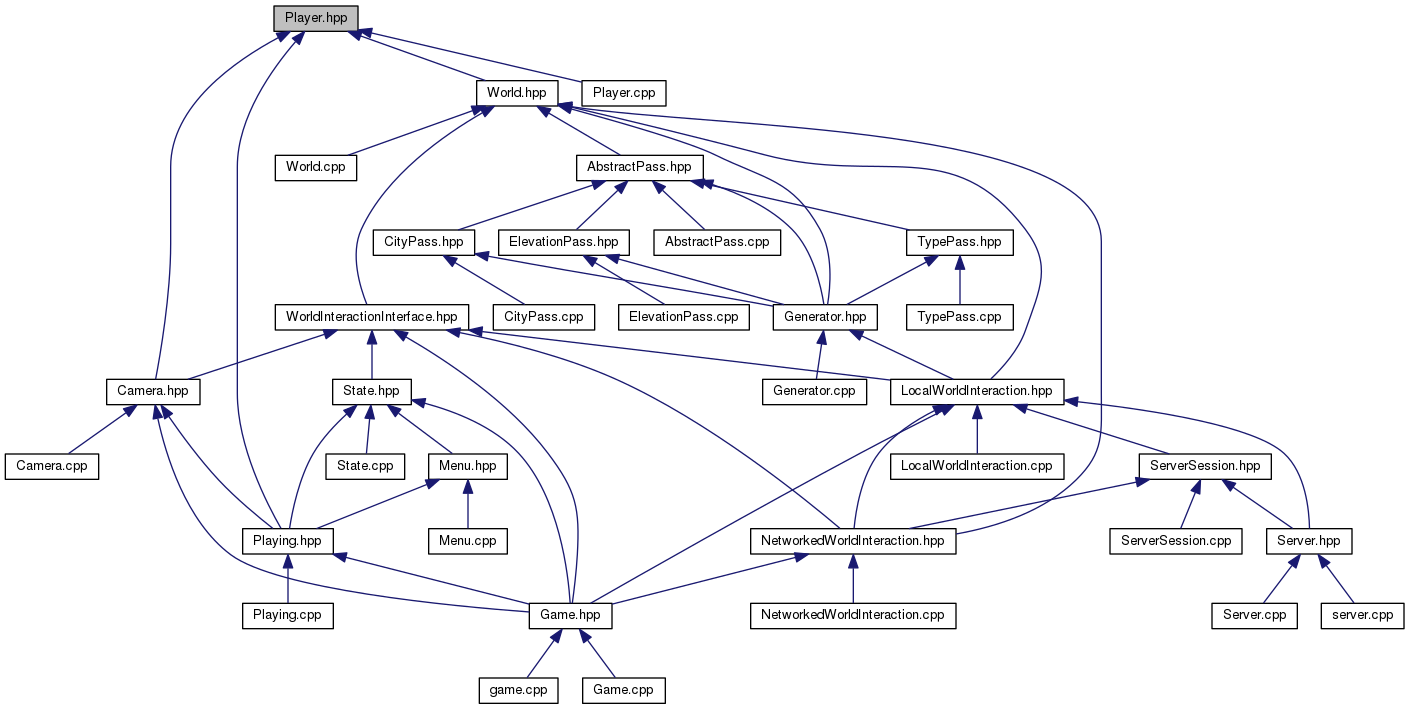 Player.hpp
World.hpp
Player.cpp
World.cpp
AbstractPass.hpp
CityPass.hpp
ElevationPass.hpp
AbstractPass.cpp
TypePass.hpp
WorldInteractionInterface.hpp
CityPass.cpp
ElevationPass.cpp
Generator.hpp
TypePass.cpp
Camera.hpp
State.hpp
Generator.cpp
LocalWorldInteraction.hpp
Camera.cpp
State.cpp
Menu.hpp
LocalWorldInteraction.cpp
ServerSession.hpp
Playing.hpp
Menu.cpp
NetworkedWorldInteraction.hpp
ServerSession.cpp
Server.hpp
Playing.cpp
Game.hpp
NetworkedWorldInteraction.cpp
Server.cpp
server.cpp
game.cpp
Game.cpp